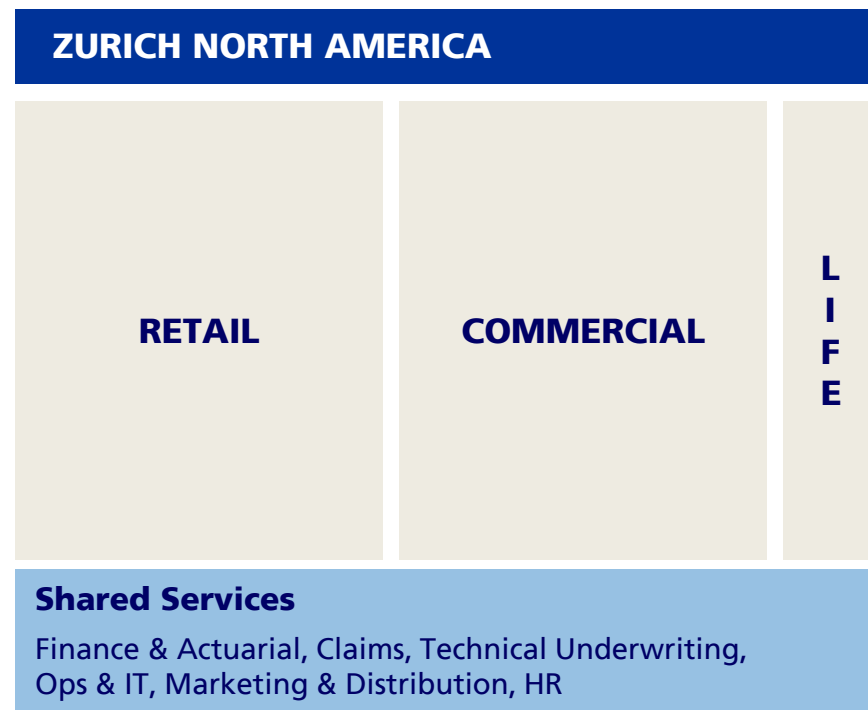 ZURICH NORTH AMERICA
RETAIL
COMMERCIAL
L
I
F
E
Shared Services
Finance & Actuarial, Claims, Technical Underwriting,
Ops & IT, Marketing & Distribution, HR